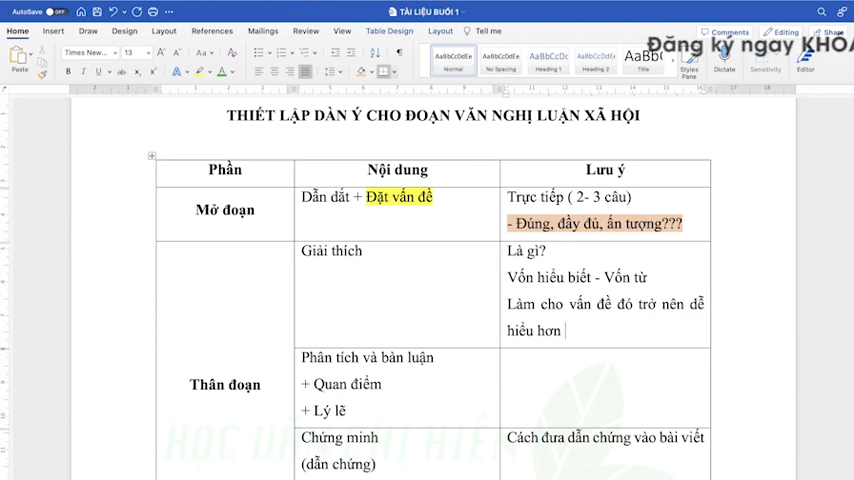 AutoSave OFF
TÀI LIỆU BUỔI 1
Home Insert Draw Design Layout References Mailings Review View Table Design Layout Tell me
Comments Editing Share
Đăng ký ngay KHÓA
Paste
Times New... 13
AaBbCcDdEe AaBbCcDdEe AaBbCcDc AaBbCcDdEe AaBb(
Normal No Spacing Heading 1 Heading 2 Title
Styles Pane
Dictate
Sensitivity
Editor
THIẾT LẬP DÀN Ý CHO ĐOẠN VĂN NGHỊ LUẬN XÃ HỘI
Phần Nội dung Lưu ý
Mở đoạn
Dẫn dắt + Đặt vấn đề
Trực tiếp ( 2- 3 câu)
- Đúng, đầy đủ, ấn tượng???
Thân đoạn
Giải thích
Là gì?
Vốn hiểu biết - Vốn từ
Làm cho vấn đề đó trở nên dễ
hiểu hơn
Phân tích và bàn luận
+ Quan điểm
+ Lý lẽ
Chứng minh
(dẫn chứng)
Cách đưa dẫn chứng vào bài viết